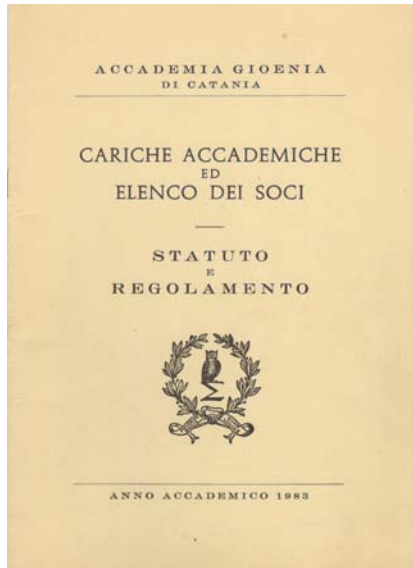 ACCADEMIA GIOENIA
DI CATANIA
CARICHE ACCADEMICHE
ED
ELENCO DEI SOCI
STATUTO
E
REGOLAMENTO
ANNO ACCADEMICO 1983